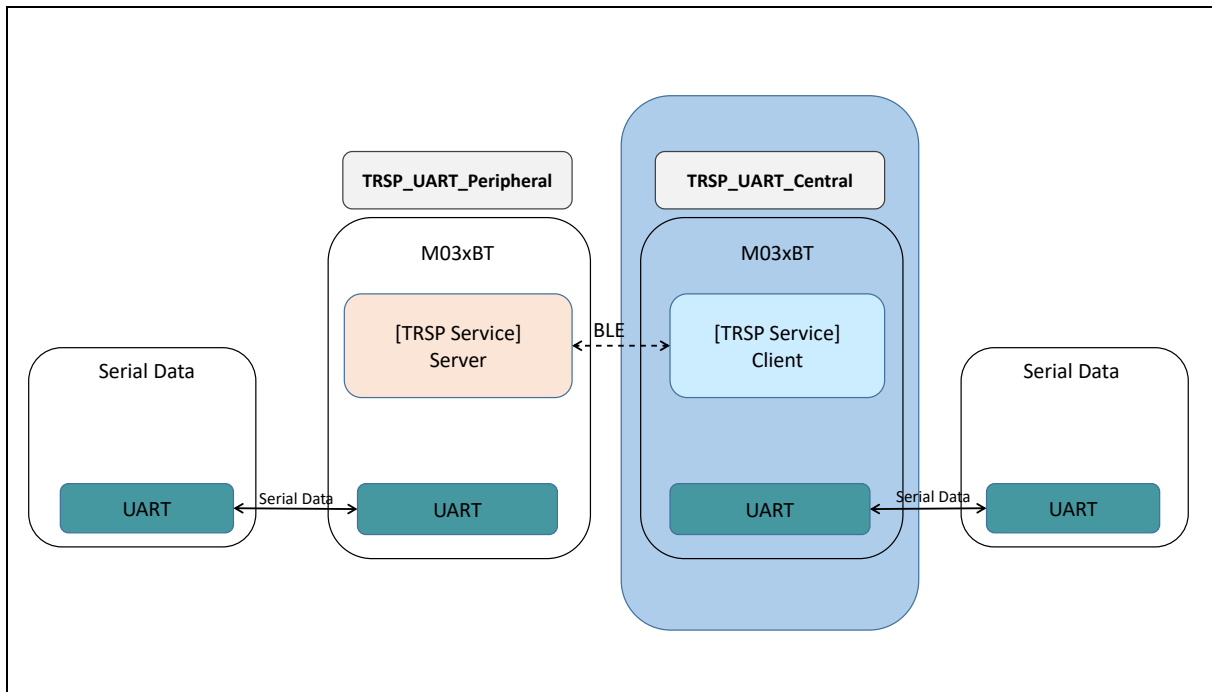 TRSP_UART_Peripheral
TRSP_UART_Central
M03xBT
M03xBT
[TRSP Service]
Server
BLE
[TRSP Service]
Client
Serial Data
Serial Data
UART
Serial Data
UART
UART
Serial Data
UART